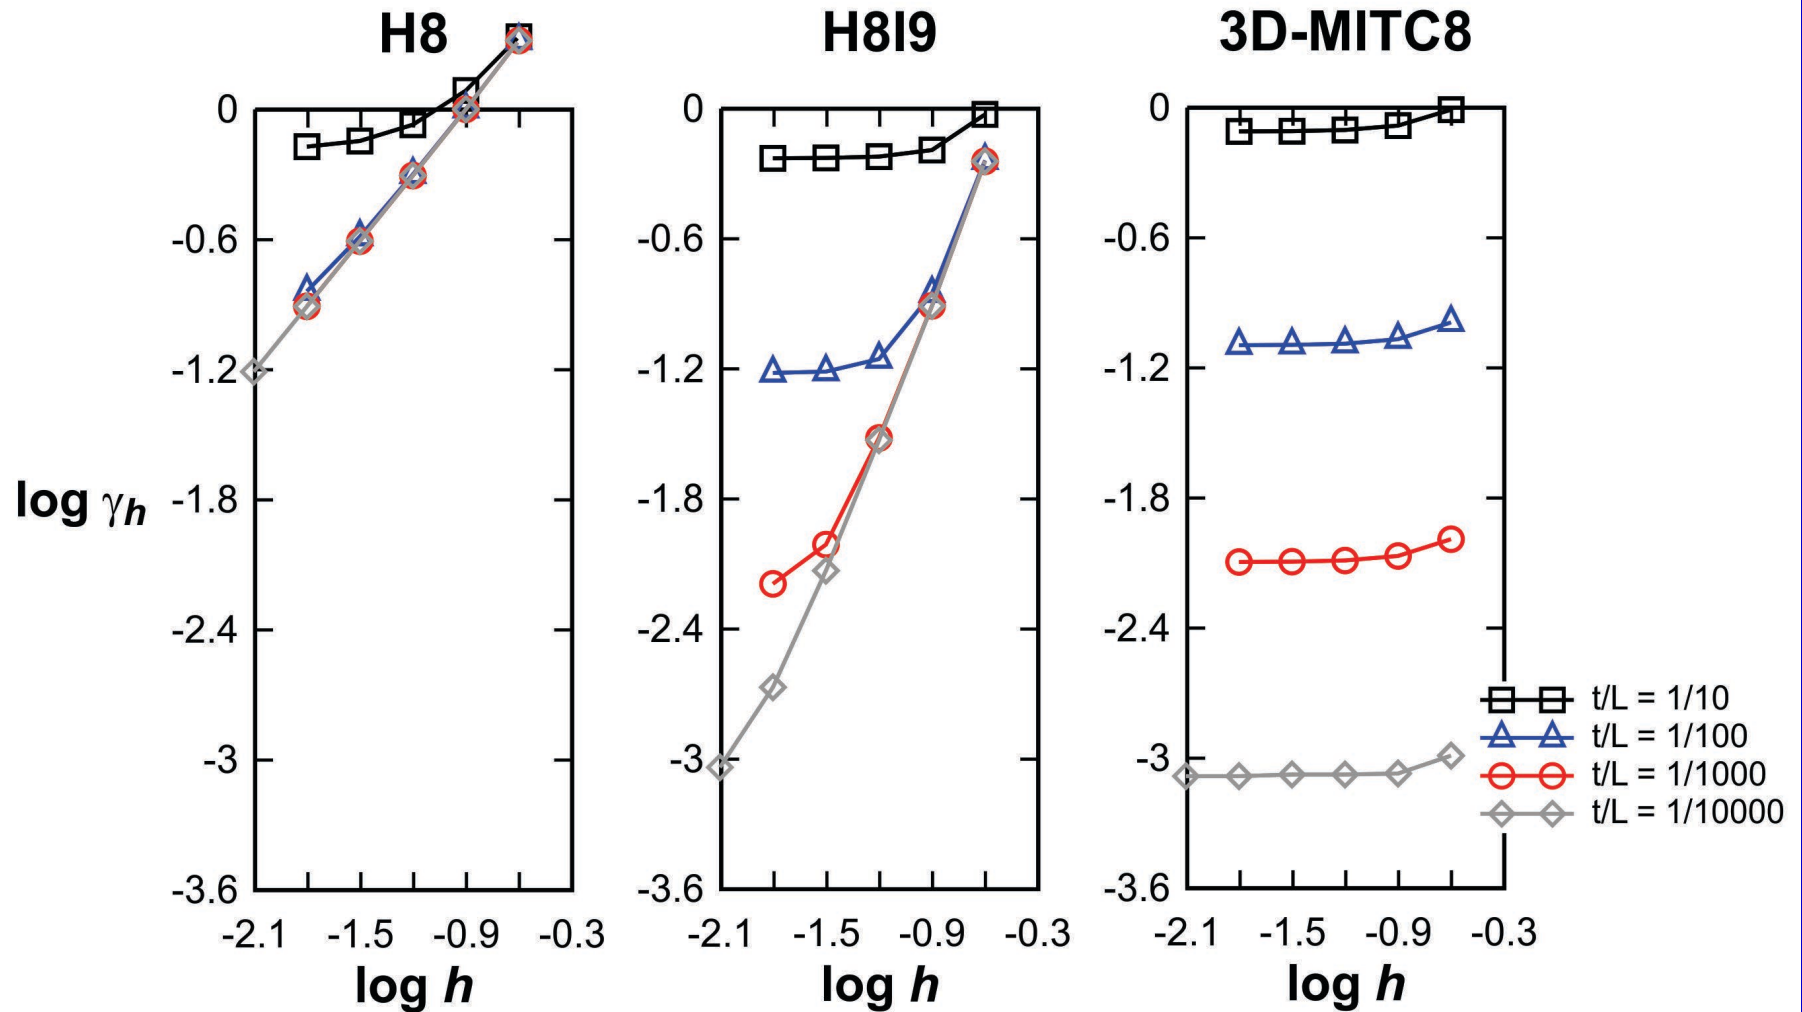 H8
H8I9
3D-MITC8
0
-0.6
-1.2
-1.8
-2.4
-3
-3.6
0
-0.6
-1.2
-1.8
-2.4
-3
-3.6
0
-0.6
-1.2
-1.8
-2.4
-3
-3.6
log γh
t/L = 1/10
t/L = 1/100
t/L = 1/1000
t/L = 1/10000
-2.1 -1.5 -0.9 -0.3
-2.1 -1.5 -0.9 -0.3
-2.1 -1.5 -0.9 -0.3
log h
log h
log h